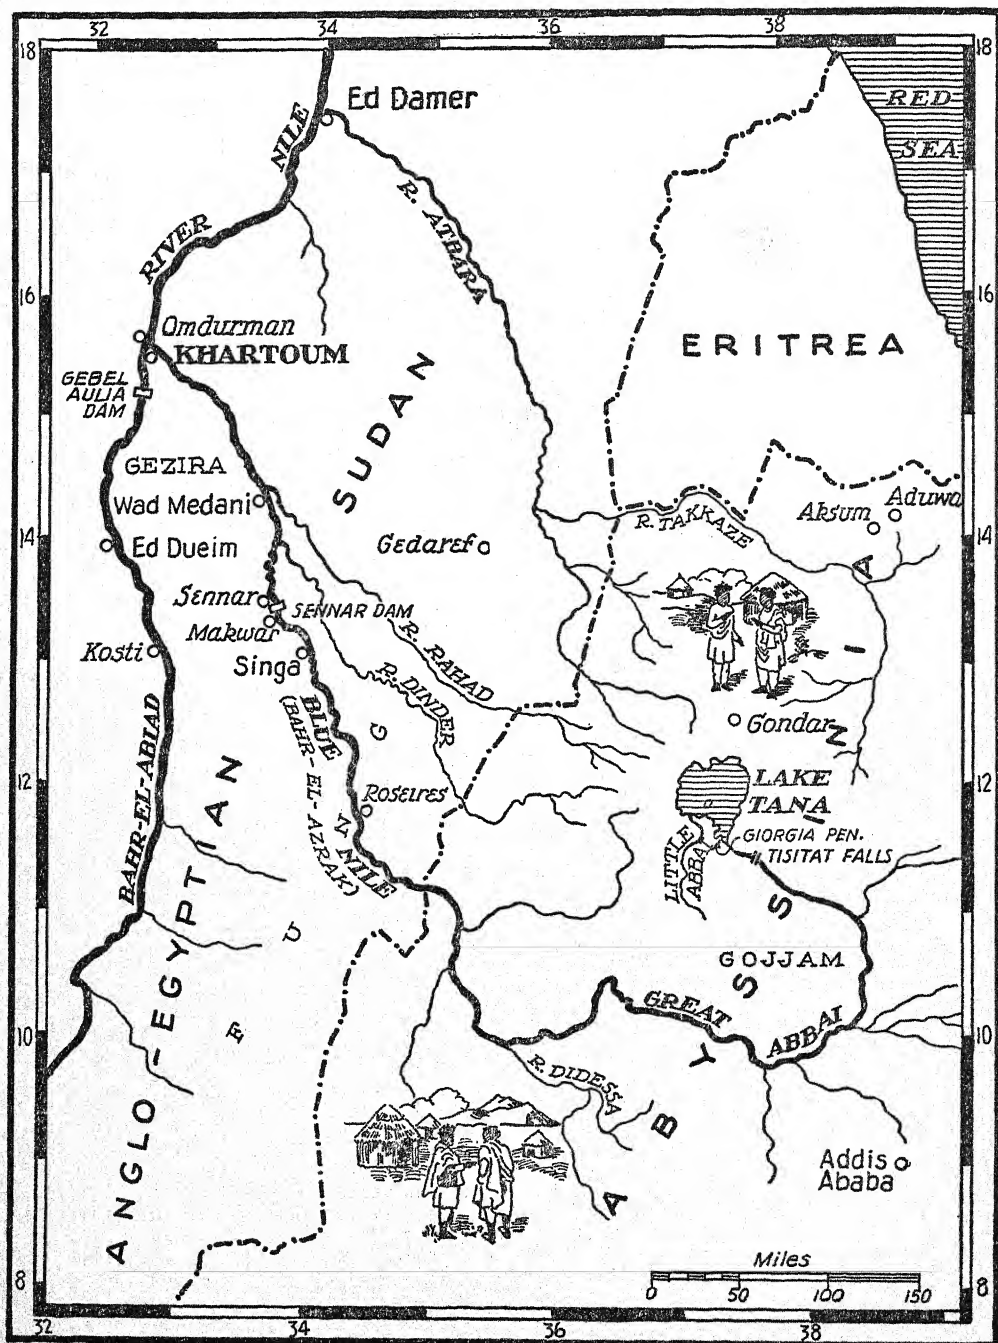 32 34 36 38
18 18
Ed Damer
RED
SEA
RIVER NILE
R. ATBARA
16 16
Omdurman
KHARTOUM
ERITREA
GEBEL
AULIA
DAM
ANGLO-EGYPTIAN SUDAN
GEZIRA
Wad Medani
Aksum
Aduwa
R. TAKKAZE
14 14
Ed Dueim
Gedaref
Sennar
SENNAR DAM
Makwar
Kosti
Singa
R. RAHAD
R. DINDER
BLUE NILE
(BAHR-EL-AZRAK)
FUNG
Gondar
ABYSSINIA
12 12
LAKE
TANA
Roseires
GIORGIA PEN.
TISITAT FALLS
LITTLE
ABBAI
BAHR-EL-ABIAD
GOJJAM
10 10
GREAT ABBAI
R. DIDESSA
Addis
Ababa
8 8
Miles
0 50 100 150
32 34 36 38